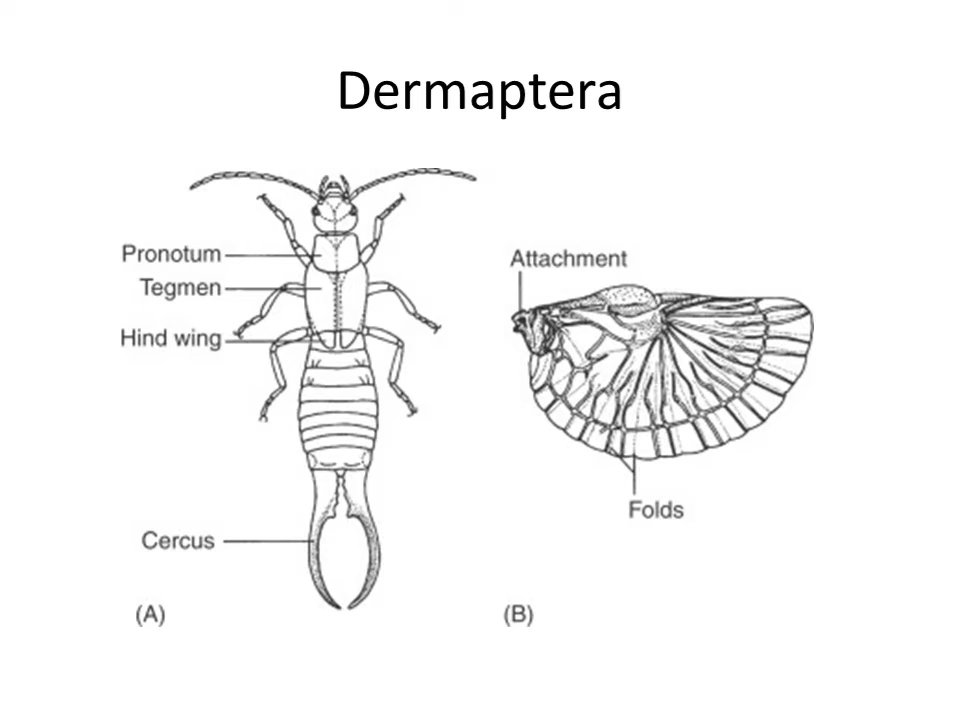 Dermaptera
Pronotum
Tegmen
Hind wing
Cercus
(A)
Attachment
Folds
(B)